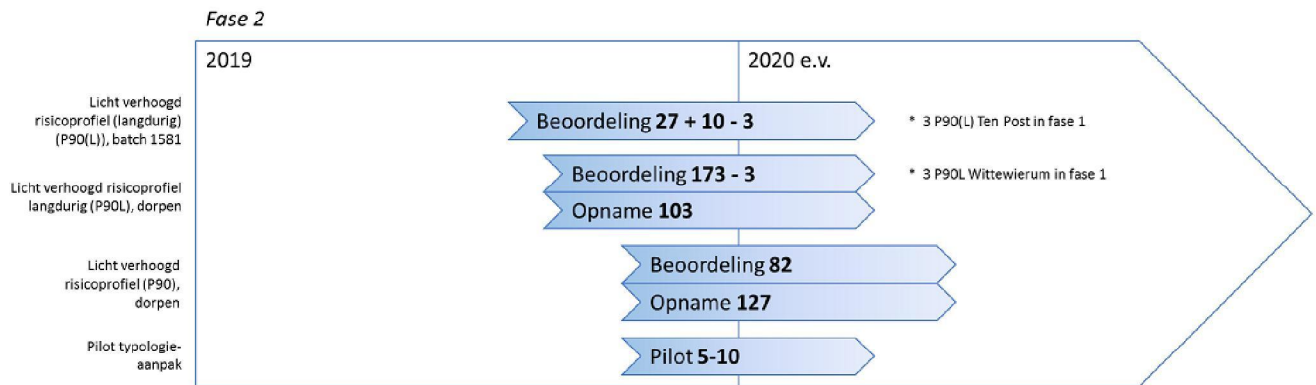 Fase 2
2019
2020 e.v.
Licht verhoogd
risicoprofiel (langdurig)
(P90(L)), batch 1581
Beoordeling 27 + 10 - 3
* 3 P90(L) Ten Post in fase 1
Licht verhoogd risicoprofiel
langdurig (P90L), dorpen
Beoordeling 173 - 3
* 3 P90L Wittewierum in fase 1
Opname 103
Licht verhoogd
risicoprofiel (P90),
dorpen
Beoordeling 82
Opname 127
Pilot typologie-
aanpak
Pilot 5-10